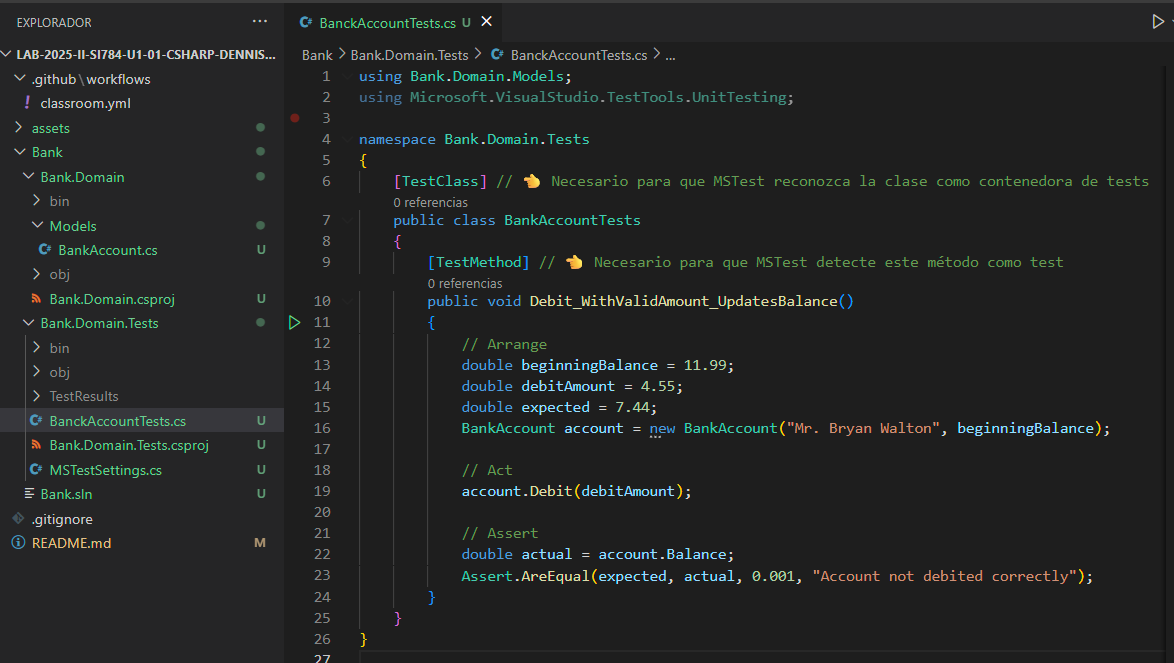 EXPLORADOR ...
LAB-2025-II-SI784-U1-01-CSHARP-DENNIS...
.github\workflows
! classroom.yml
assets
Bank
Bank.Domain
bin
Models
C# BankAccount.cs U
obj
Bank.Domain.csproj U
Bank.Domain.Tests
bin
obj
TestResults
C# BanckAccountTests.cs U
Bank.Domain.Tests.csproj U
C# MSTestSettings.cs U
Bank.sln U
.gitignore
README.md M
C# BanckAccountTests.cs U
Bank > Bank.Domain.Tests > C# BanckAccountTests.cs > ...
1 using Bank.Domain.Models;
2 using Microsoft.VisualStudio.TestTools.UnitTesting;
3
4 namespace Bank.Domain.Tests
5 {
6 [TestClass] // 👈 Necesario para que MSTest reconozca la clase como contenedora de tests
0 referencias
7 public class BankAccountTests
8 {
9 [TestMethod] // 👈 Necesario para que MSTest detecte este método como test
0 referencias
10 public void Debit_WithValidAmount_UpdatesBalance()
11 {
12 // Arrange
13 double beginningBalance = 11.99;
14 double debitAmount = 4.55;
15 double expected = 7.44;
16 BankAccount account = new BankAccount("Mr. Bryan Walton", beginningBalance);
17
18 // Act
19 account.Debit(debitAmount);
20
21 // Assert
22 double actual = account.Balance;
23 Assert.AreEqual(expected, actual, 0.001, "Account not debited correctly");
24 }
25 }
26 }
27